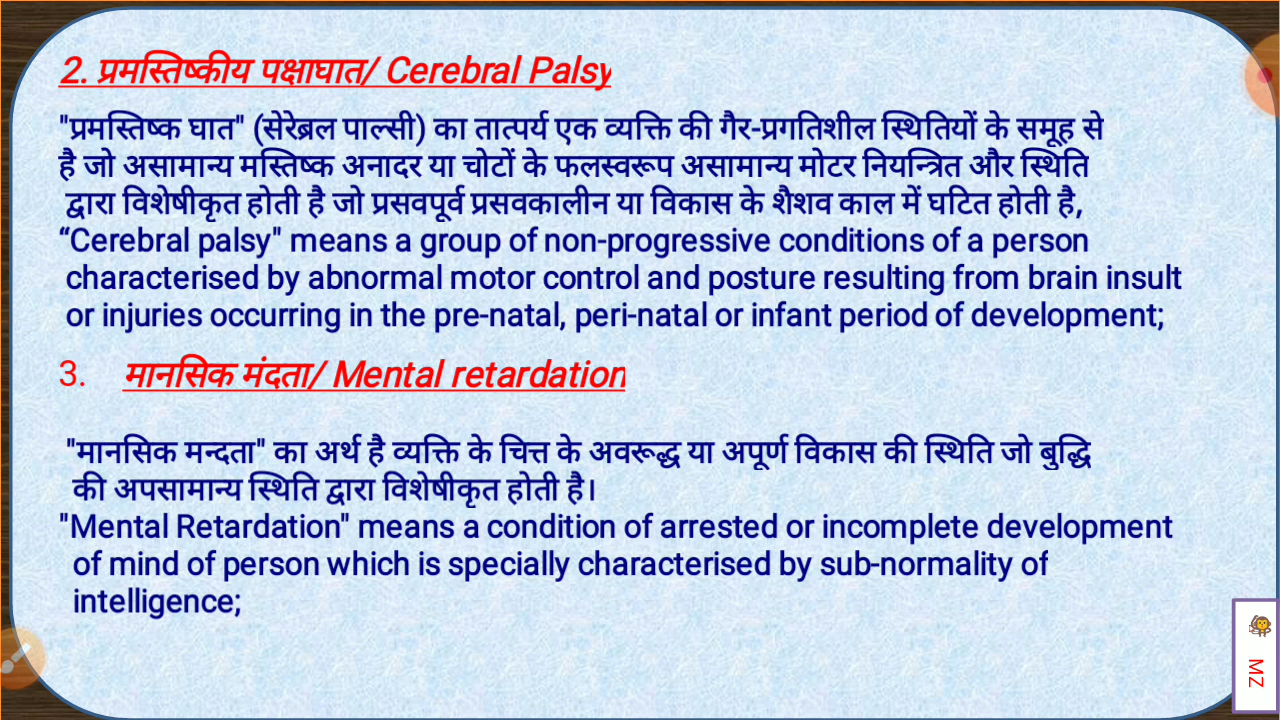 2. प्रमस्तिष्कीय पक्षाघात/ Cerebral Palsy
"प्रमस्तिष्क घात" (सेरेब्रल पाल्सी) का तात्पर्य एक व्यक्ति की गैर-प्रगतिशील स्थितियों के समूह से
है जो असामान्य मस्तिष्क अनादर या चोटों के फलस्वरूप असामान्य मोटर नियन्त्रित और स्थिति
द्वारा विशेषीकृत होती है जो प्रसवपूर्व प्रसवकालीन या विकास के शैशव काल में घटित होती है,
“Cerebral palsy" means a group of non-progressive conditions of a person
characterised by abnormal motor control and posture resulting from brain insult
or injuries occurring in the pre-natal, peri-natal or infant period of development;
3. मानसिक मंदता/ Mental retardation
"मानसिक मन्दता" का अर्थ है व्यक्ति के चित्त के अवरूद्ध या अपूर्ण विकास की स्थिति जो बुद्धि
की अपसामान्य स्थिति द्वारा विशेषीकृत होती है।
"Mental Retardation" means a condition of arrested or incomplete development
of mind of person which is specially characterised by sub-normality of
intelligence;
MZ